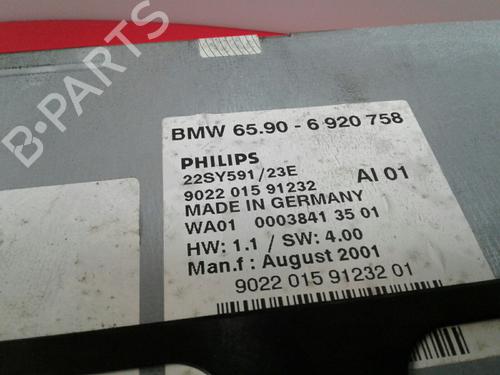 BMW 65.90 - 6 920 758
PHILIPS
22SY591/23E
9022 015 91232 AI 01
MADE IN GERMANY
WA01 0003841 35 01
HW: 1.1 / SW: 4.00
Man.f : August 2001
9022 015 91232 01
B-PARTS